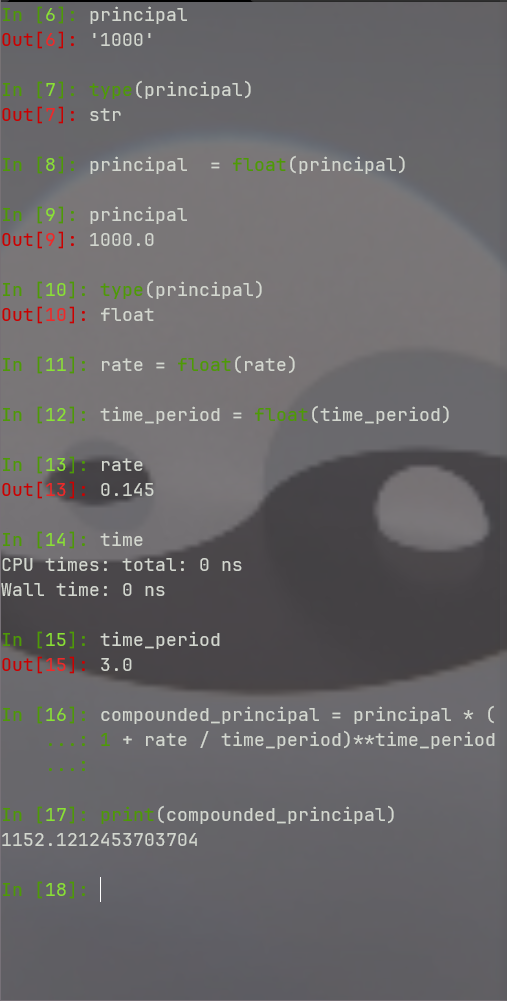 In [6]: principal
Out[6]: '1000'
In [7]: type(principal)
Out[7]: str
In [8]: principal  = float(principal)
In [9]: principal
Out[9]: 1000.0
In [10]: type(principal)
Out[10]: float
In [11]: rate = float(rate)
In [12]: time_period = float(time_period)
In [13]: rate
Out[13]: 0.145
In [14]: time
CPU times: total: 0 ns
Wall time: 0 ns
In [15]: time_period
Out[15]: 3.0
In [16]: compounded_principal = principal * (
    ...: 1 + rate / time_period)**time_period
    ...:
In [17]: print(compounded_principal)
1152.1212453703704
In [18]: